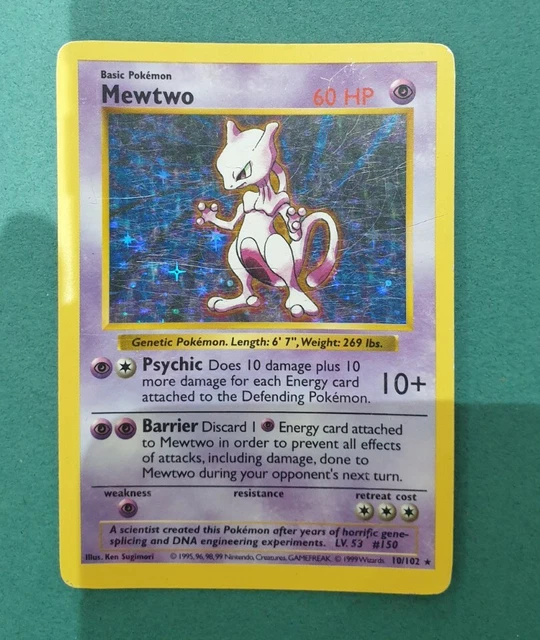 Basic Pokémon
Mewtwo 60 HP
Genetic Pokémon. Length: 6' 7", Weight: 269 lbs.
Psychic Does 10 damage plus 10
more damage for each Energy card
attached to the Defending Pokémon.
10+
Barrier Discard 1 Energy card attached
to Mewtwo in order to prevent all effects
of attacks, including damage, done to
Mewtwo during your opponent's next turn.
weakness resistance retreat cost
A scientist created this Pokémon after years of horrific gene-
splicing and DNA engineering experiments. LV. 53 #150
Illus. Ken Sugimori © 1995, 96, 98, 99 Nintendo, Creatures, GAMEFREAK. © 1999 Wizards. 10/102 ★